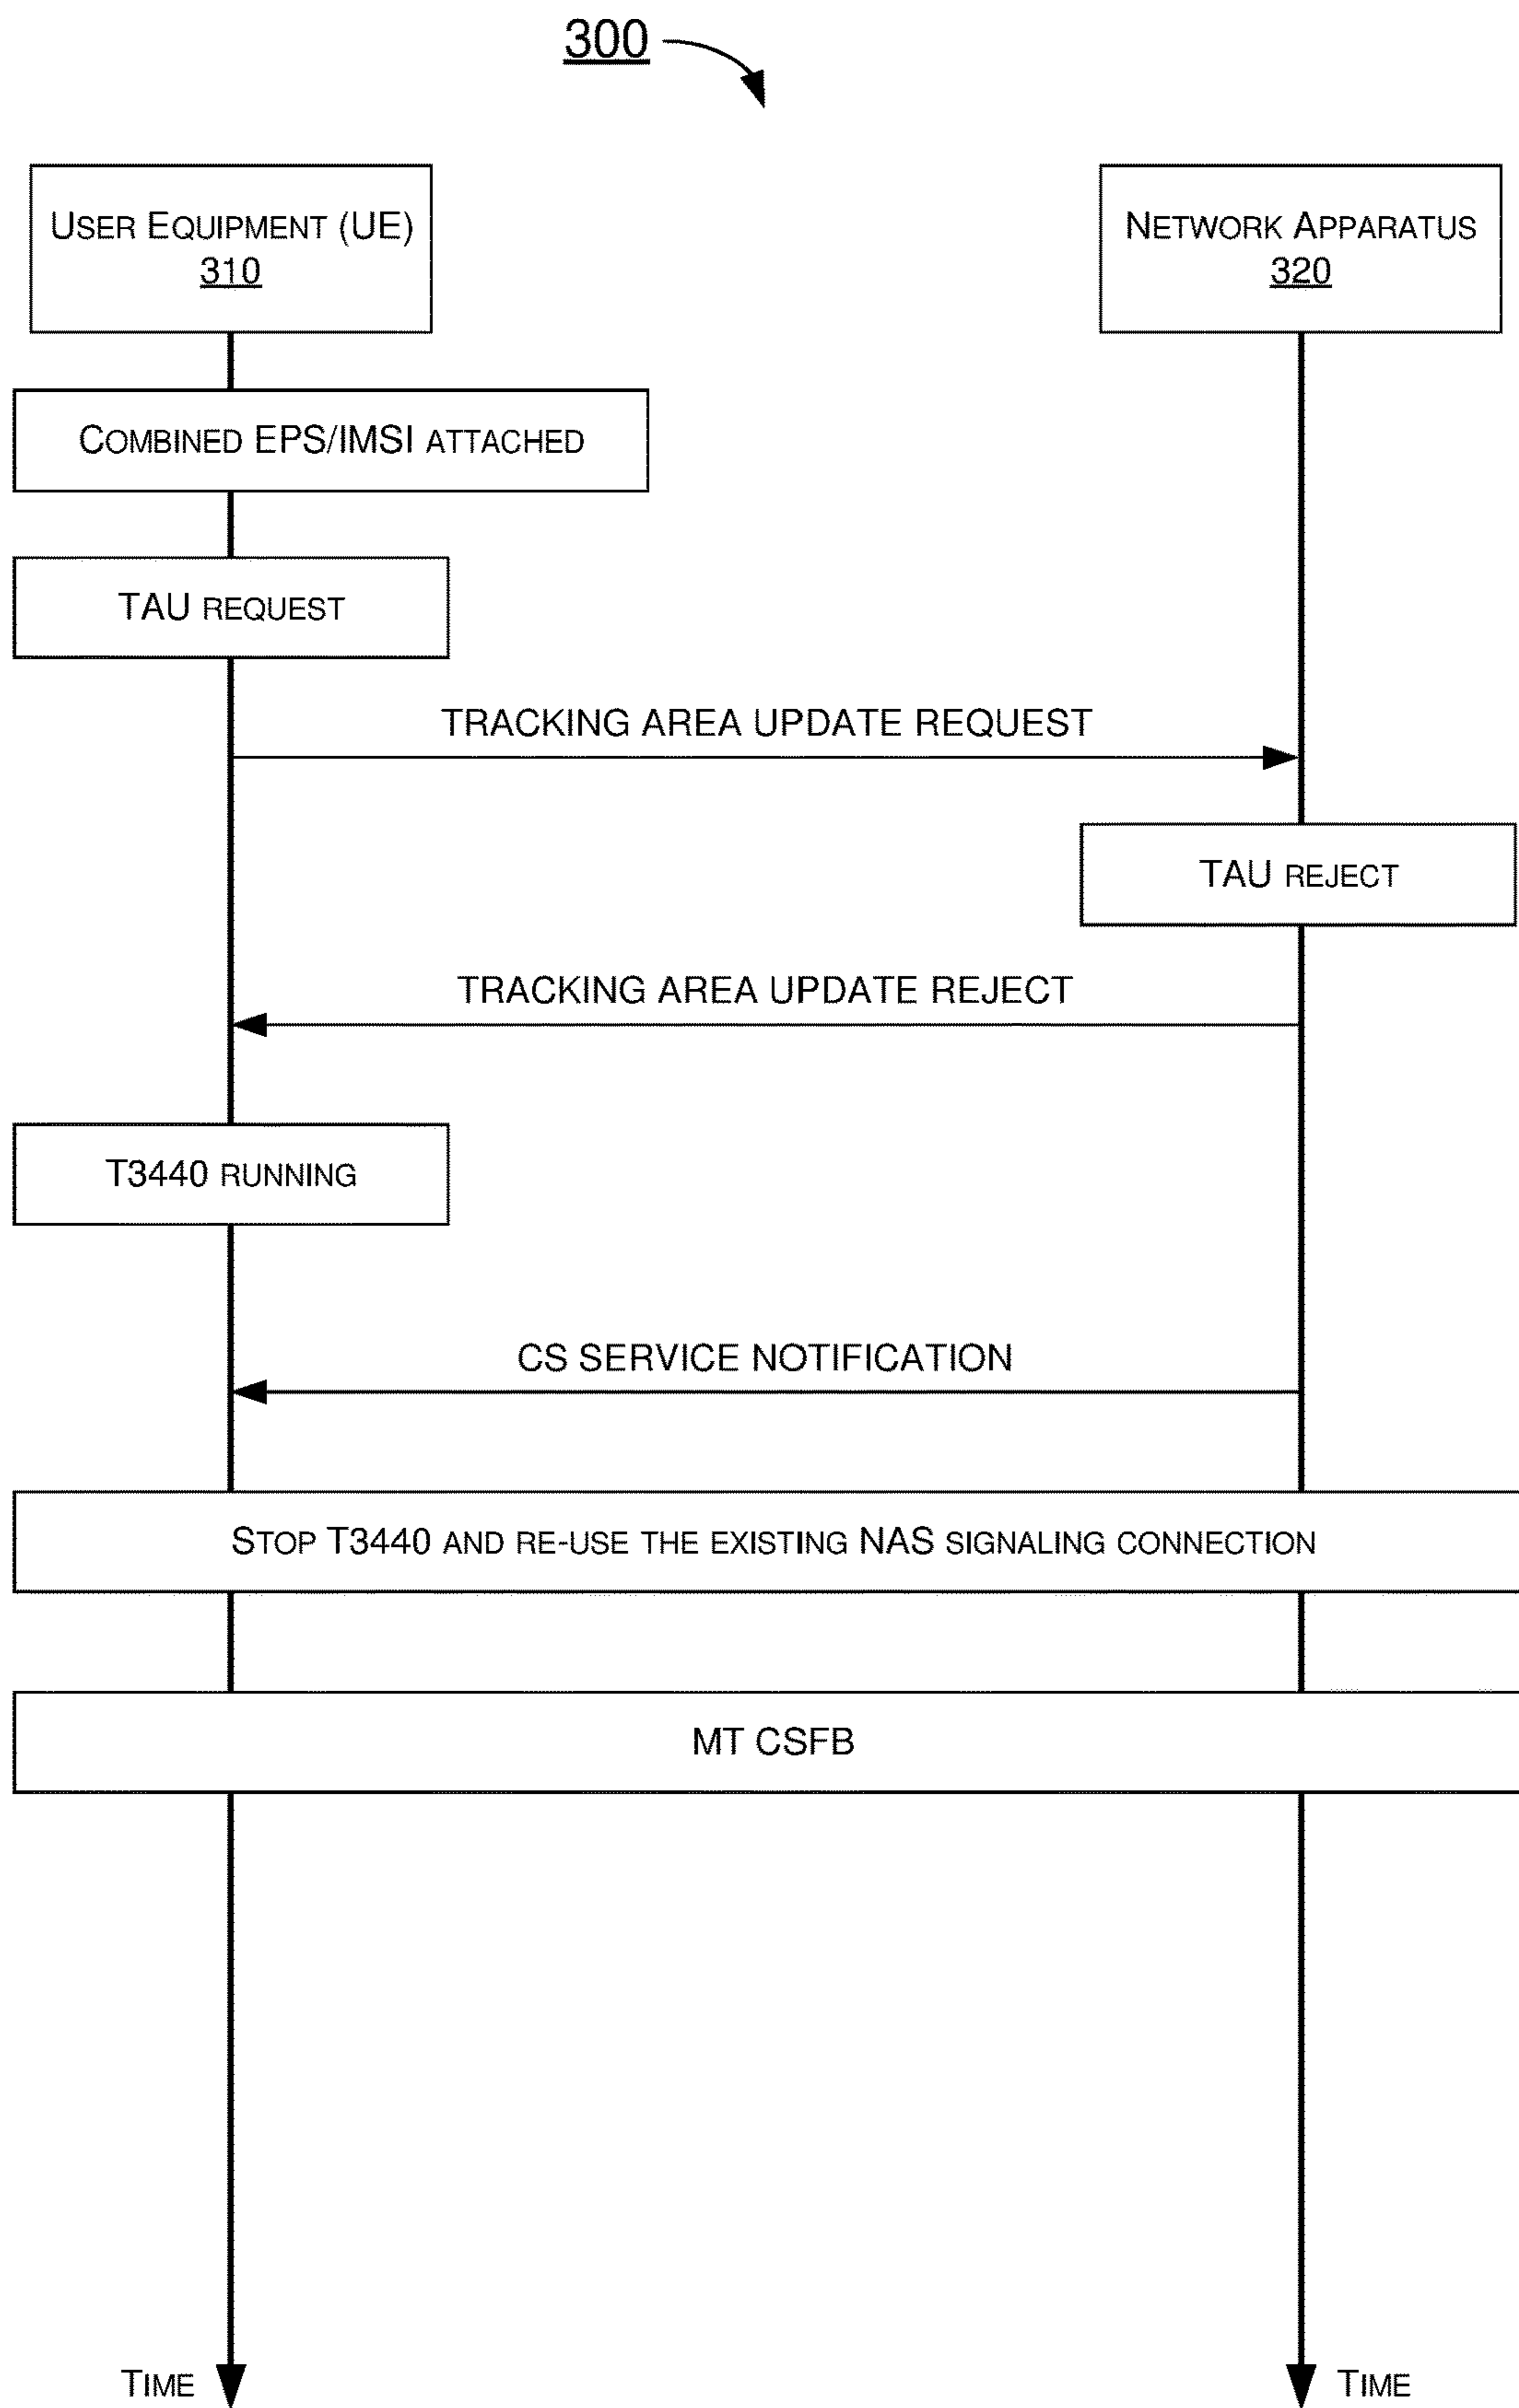 300
USER EQUIPMENT (UE)
310
NETWORK APPARATUS
320
COMBINED EPS/IMSI ATTACHED
TAU REQUEST
TRACKING AREA UPDATE REQUEST
TAU REJECT
TRACKING AREA UPDATE REJECT
T3440 RUNNING
CS SERVICE NOTIFICATION
STOP T3440 AND RE-USE THE EXISTING NAS SIGNALING CONNECTION
MT CSFB
TIME
TIME